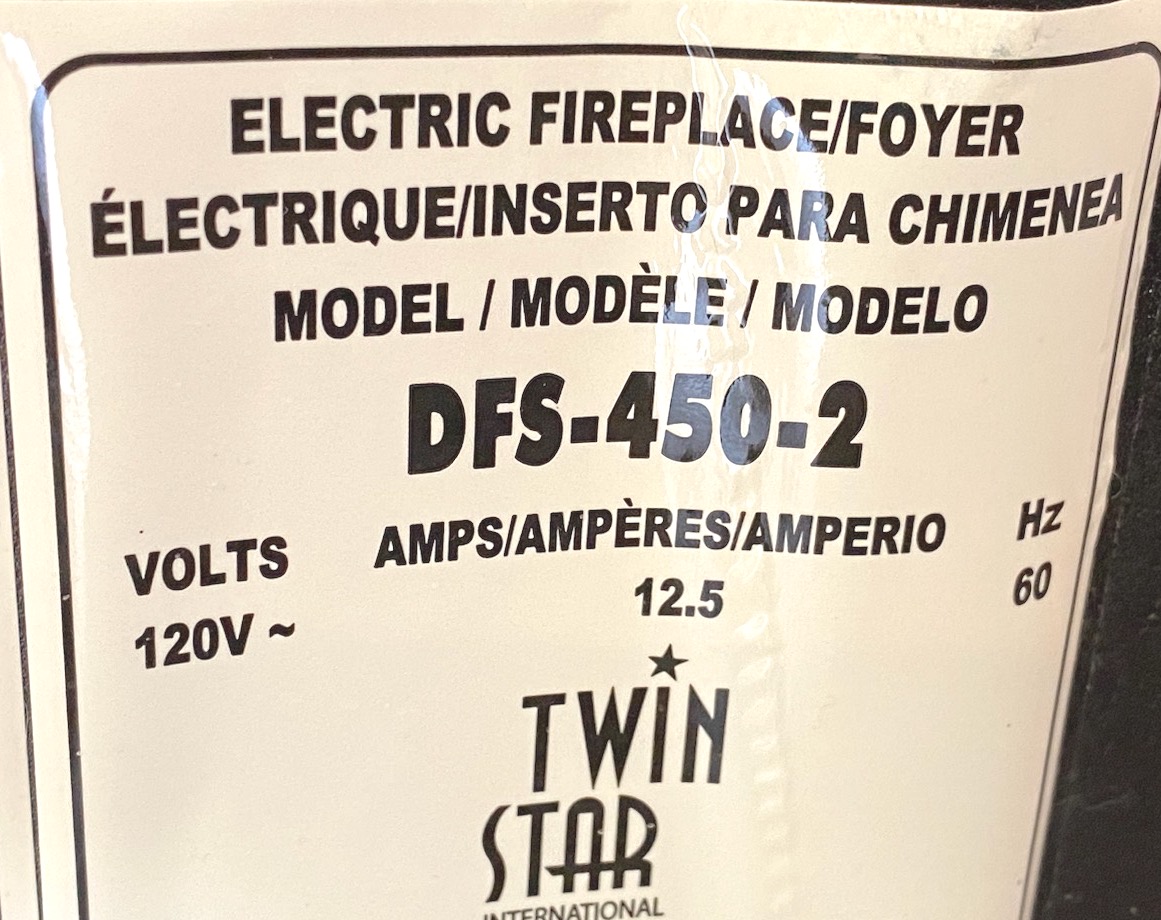 ELECTRIC FIREPLACE/FOYER
ÉLECTRIQUE/INSERTO PARA CHIMENEA
MODEL / MODÈLE / MODELO
DFS-450-2
VOLTS AMPS/AMPÈRES/AMPERIO Hz
120V ~ 12.5 60
TWIN
STAR
INTERNATIONAL